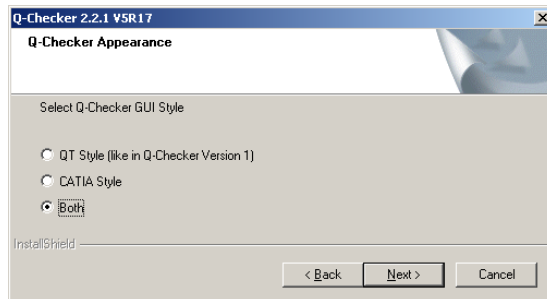 Q-Checker 2.2.1 V5R17
Q-Checker Appearance
Select Q-Checker GUI Style
QT Style (like in Q-Checker Version 1)
CATIA Style
Both
InstallShield
< Back Next > Cancel